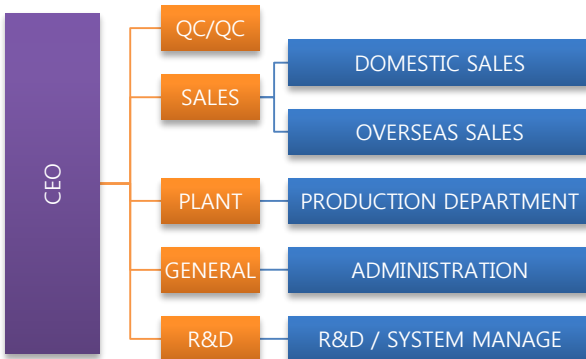 CEO
QC/QC
SALES
DOMESTIC SALES
OVERSEAS SALES
PLANT
PRODUCTION DEPARTMENT
GENERAL
ADMINISTRATION
R&D
R&D / SYSTEM MANAGE